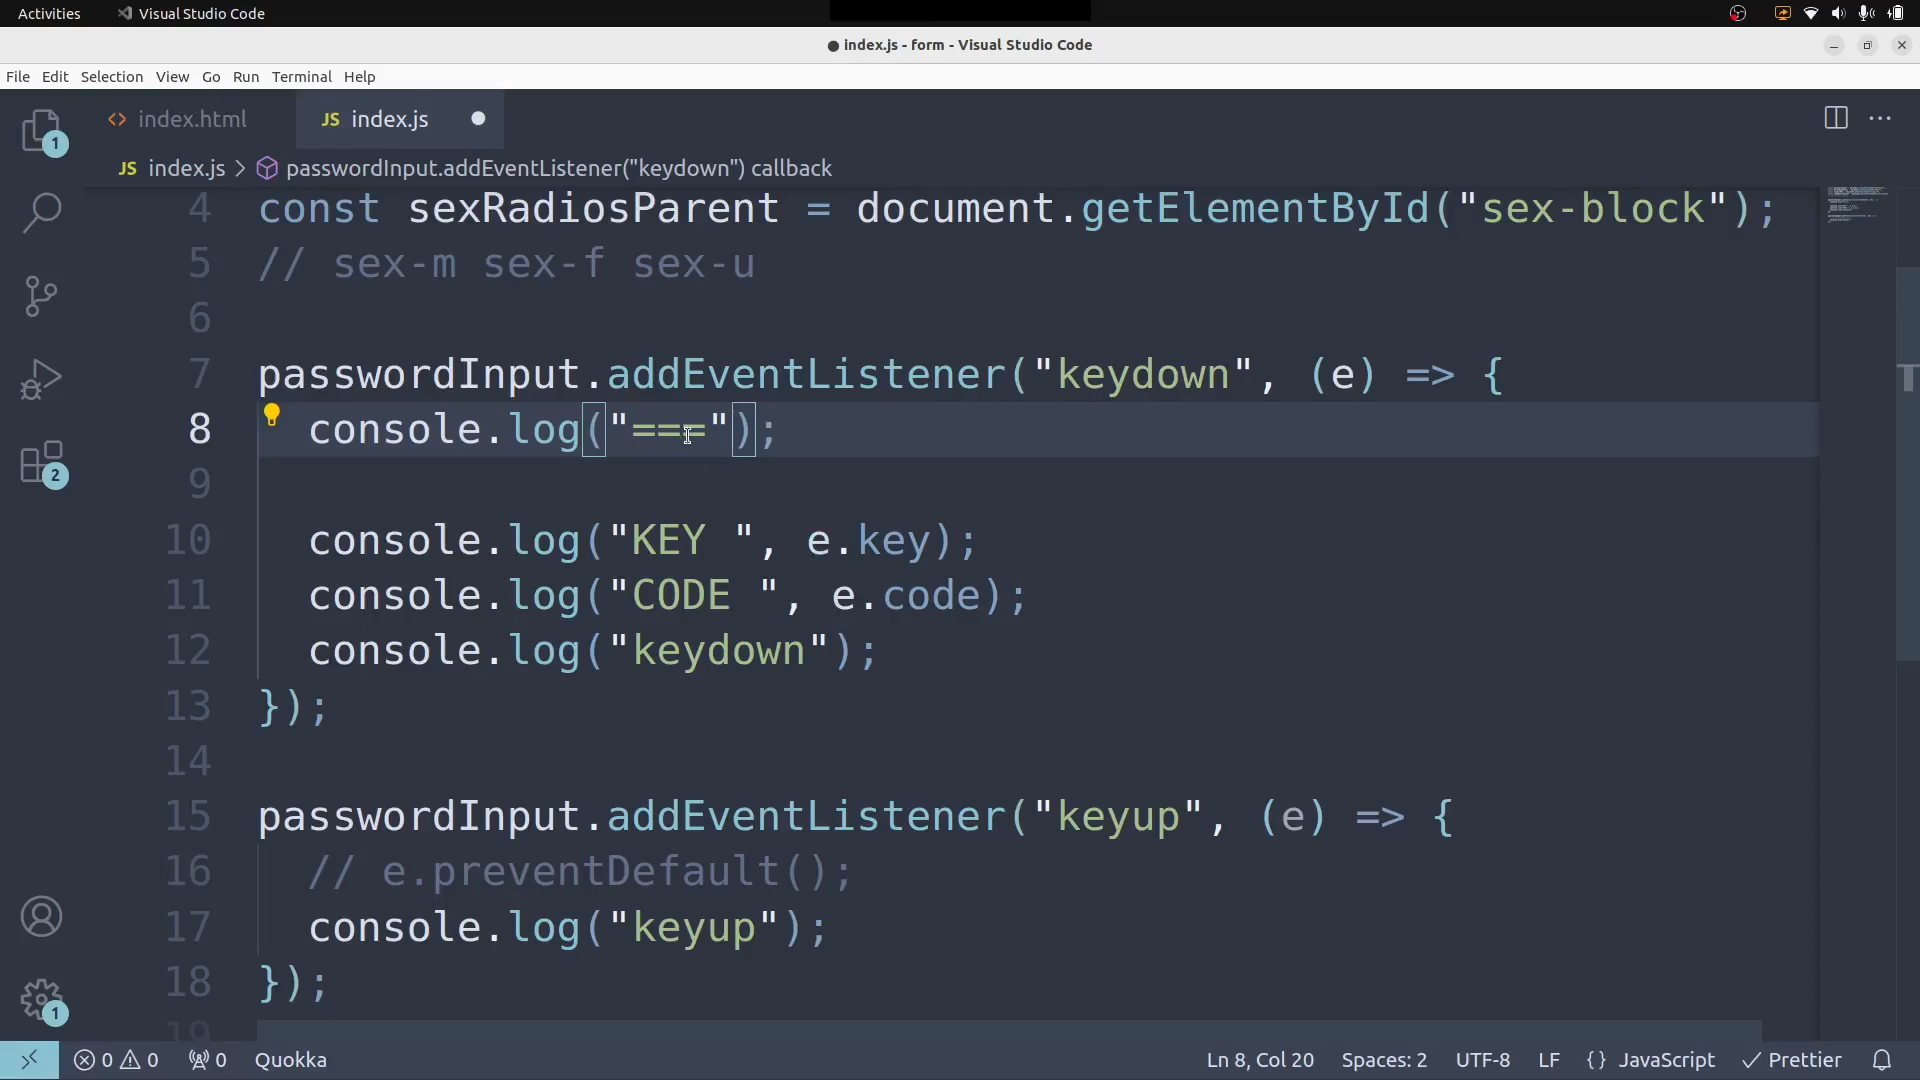 Activities Visual Studio Code
index.js - form - Visual Studio Code
File Edit Selection View Go Run Terminal Help
1 <> index.html JS index.js
JS index.js > passwordInput.addEventListener("keydown") callback
4 const sexRadiosParent = document.getElementById("sex-block");
5 // sex-m sex-f sex-u
6
7 passwordInput.addEventListener("keydown", (e) => {
8 console.log("===");
2
9
10 console.log("KEY ", e.key);
11 console.log("CODE ", e.code);
12 console.log("keydown");
13 });
14
15 passwordInput.addEventListener("keyup", (e) => {
16 // e.preventDefault();
17 console.log("keyup");
18 });
1
19
0 0 0 Quokka Ln 8, Col 20 Spaces: 2 UTF-8 LF {} JavaScript Prettier